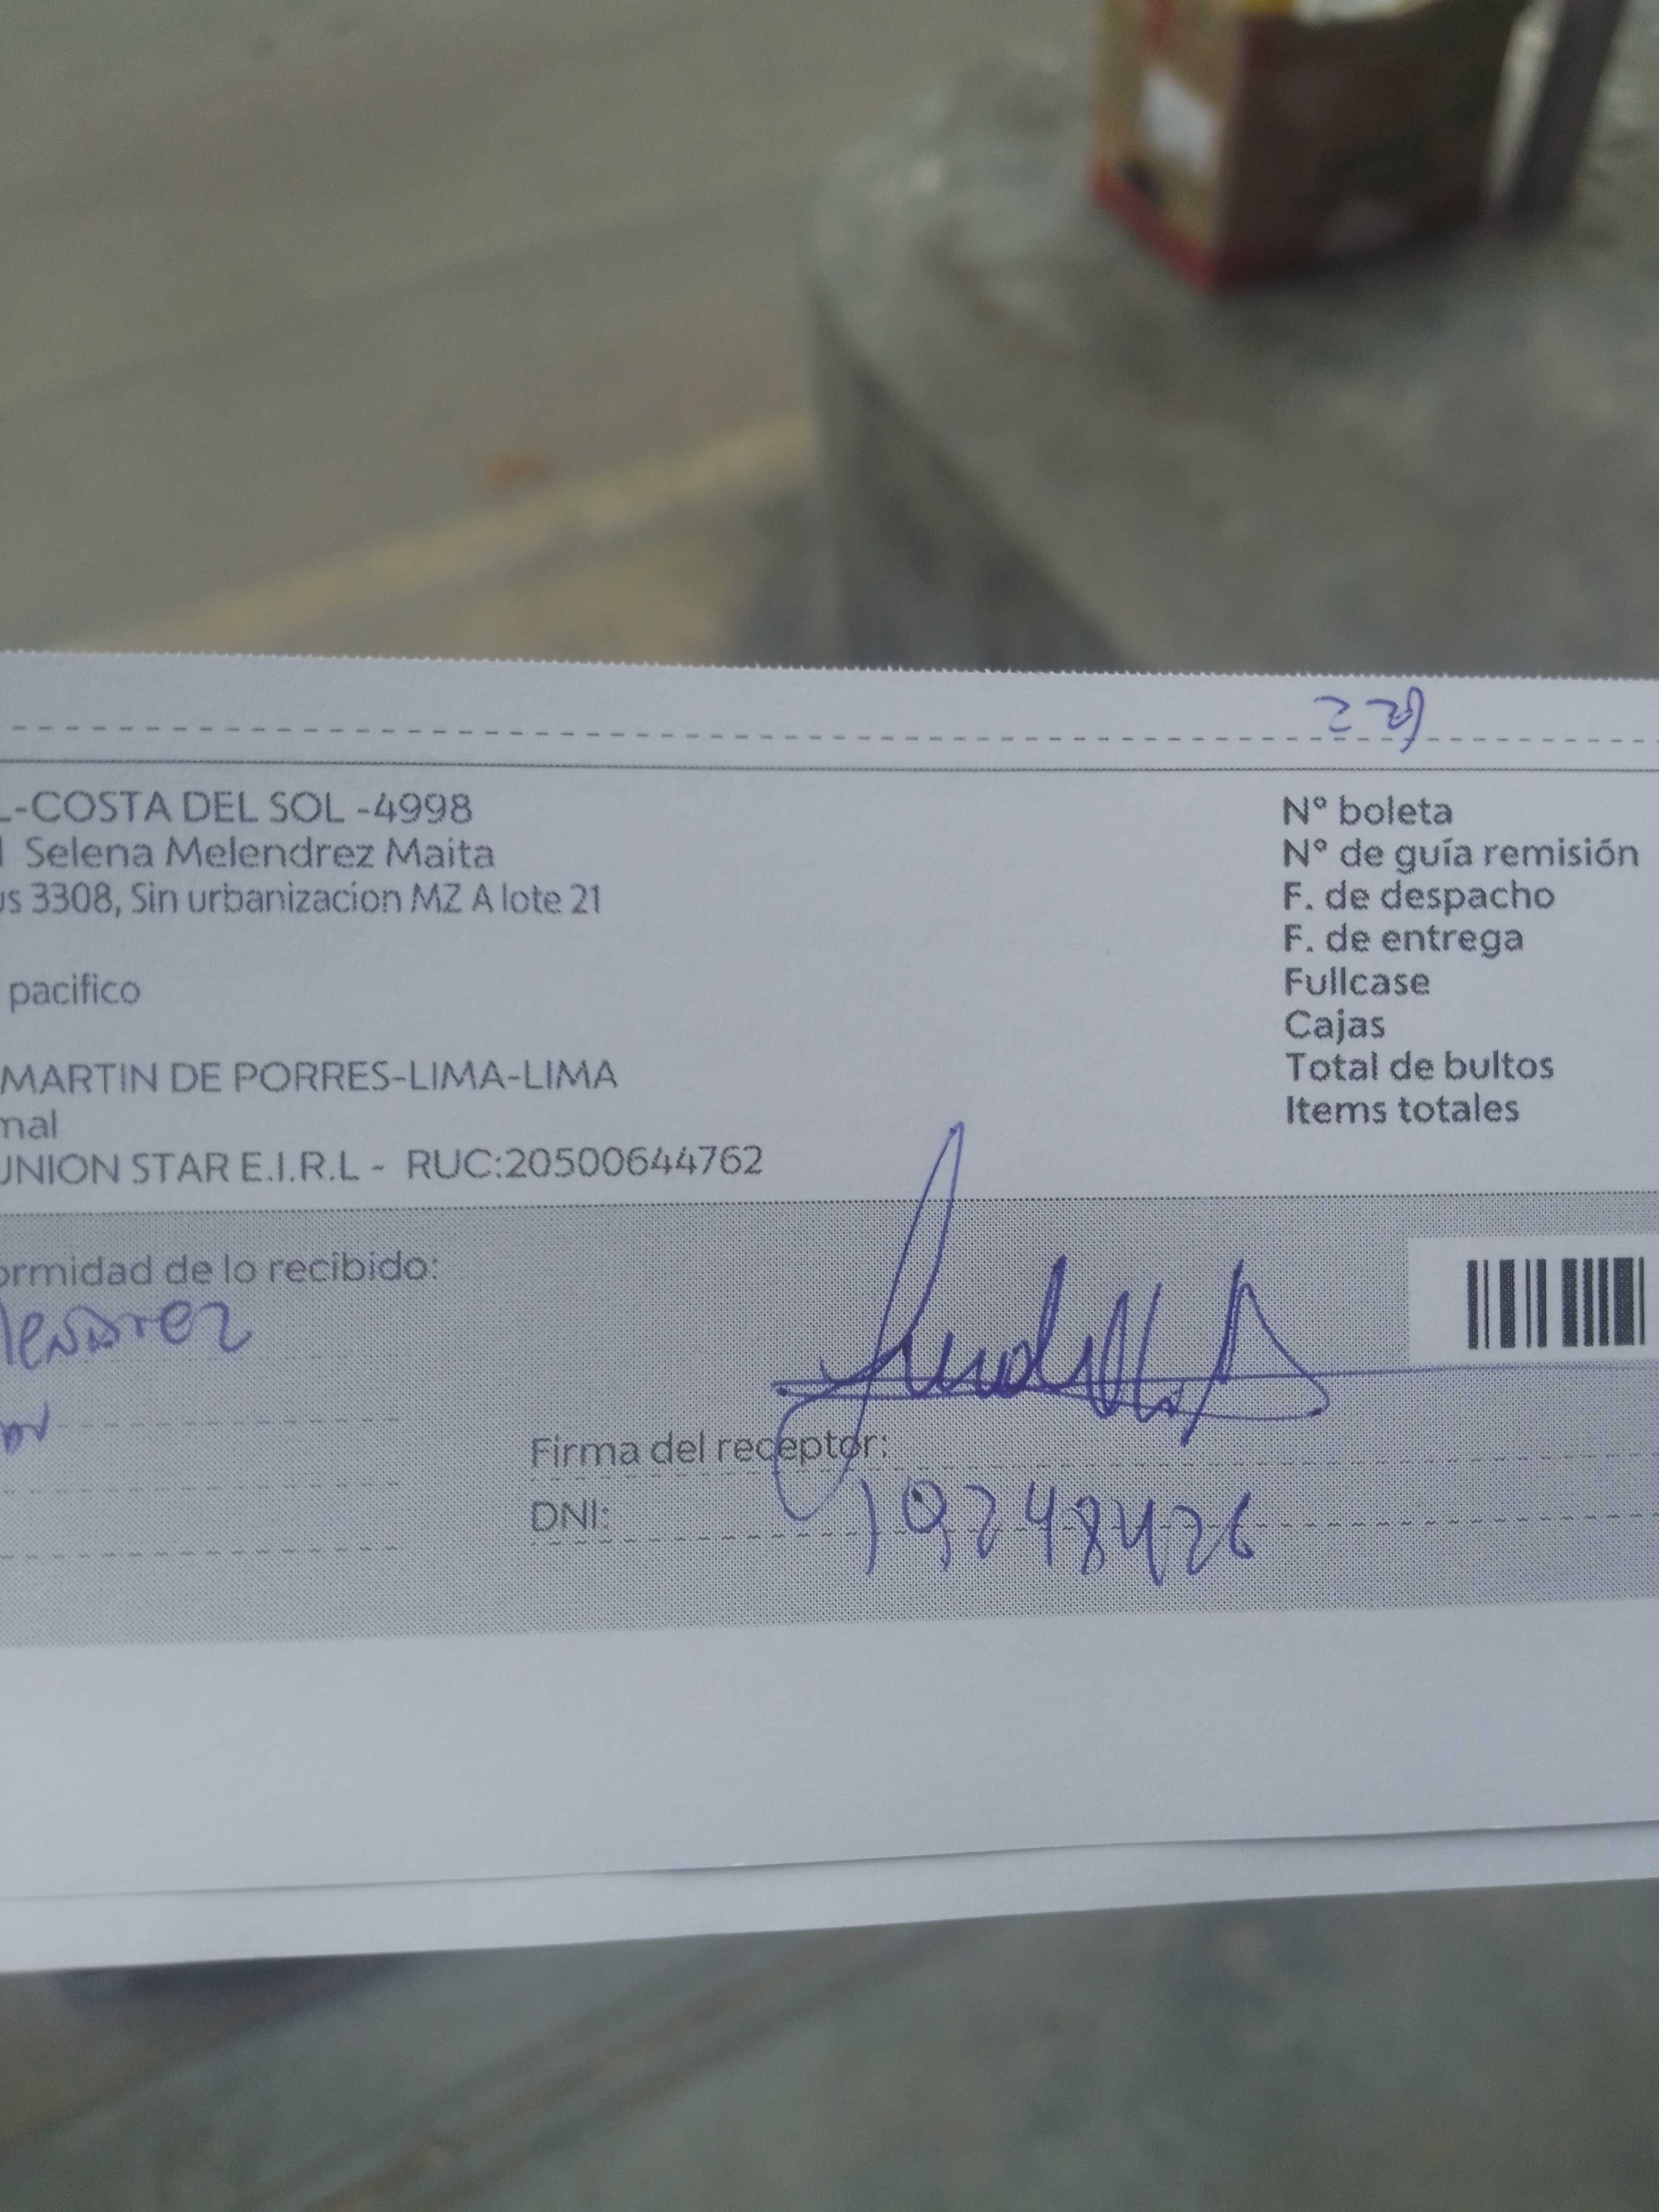 L-COSTA DEL SOL -4998
Selena Melendrez Maita
us 3308, Sin urbanizacion MZ A lote 21
pacifico
MARTIN DE PORRES-LIMA-LIMA
mal
UNION STAR E.I.R.L - RUC:20500644762
N° boleta
N° de guía remisión
F. de despacho
F. de entrega
Fullcase
Cajas
Total de bultos
Items totales
ormidad de lo recibido:
Firma del receptor:
DNI: 19248426